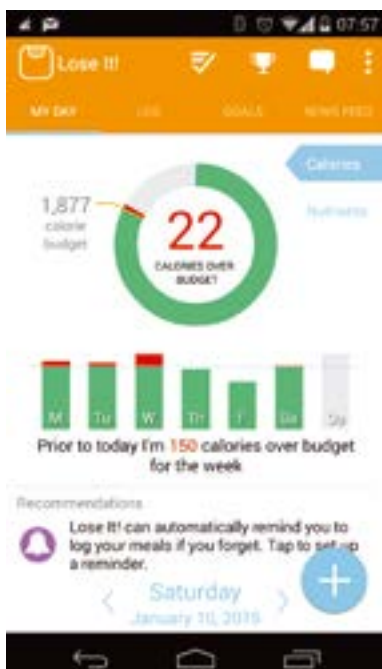 07:57
Lose It!
MY DAY LOG GOALS NEWS FEED
Calories
1,877
calorie
budget
Nutrients
22
CALORIES OVER
BUDGET
M Tu W Th F Sa Su
Prior to today I'm 150 calories over budget
for the week
Recommendations
Lose It! can automatically remind you to
log your meals if you forget. Tap to set up
a reminder.
Saturday
January 10, 2015